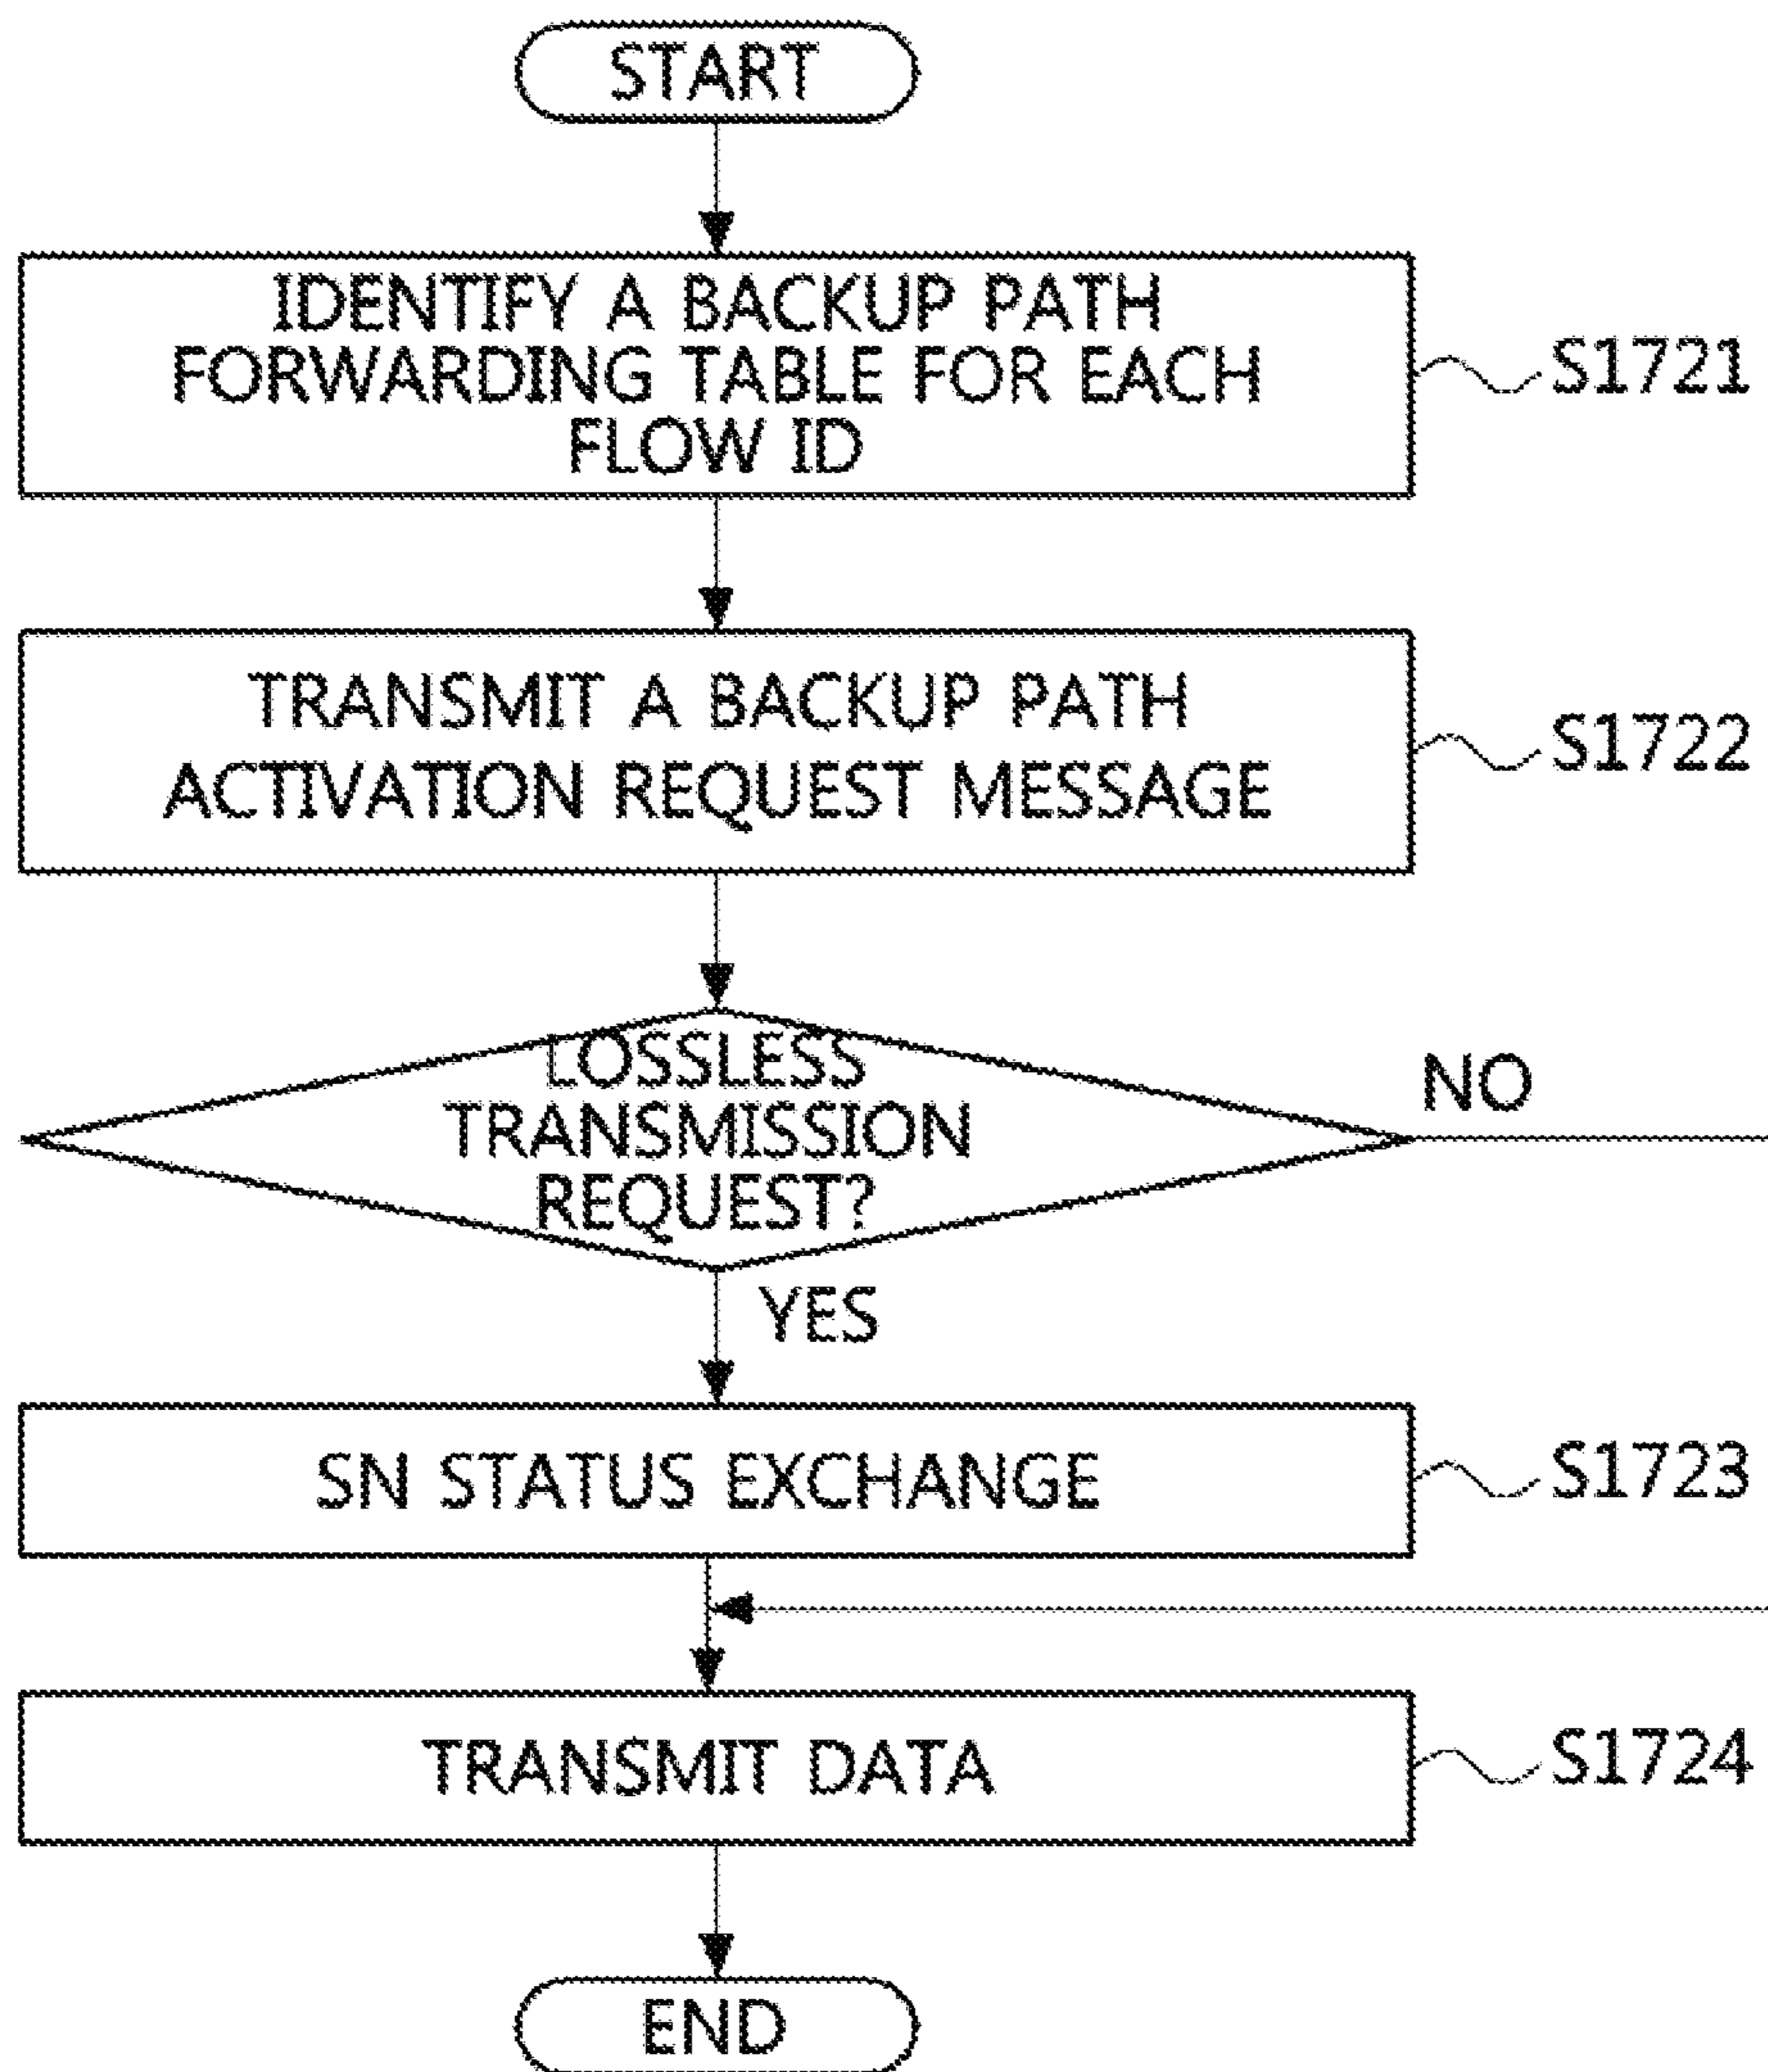 START
IDENTIFY A BACKUP PATH
FORWARDING TABLE FOR EACH
FLOW ID
S1721
TRANSMIT A BACKUP PATH
ACTIVATION REQUEST MESSAGE
S1722
LOSSLESS
TRANSMISSION
REQUEST?
NO
YES
SN STATUS EXCHANGE
S1723
TRANSMIT DATA
S1724
END